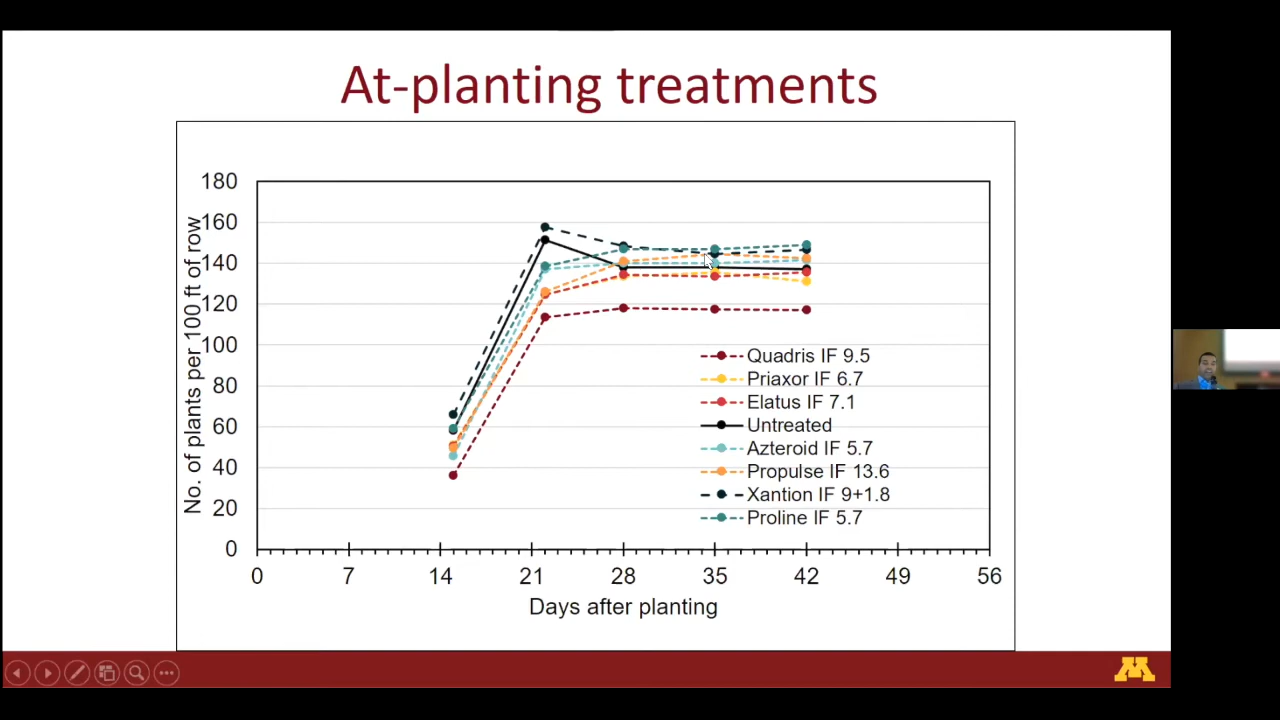 At-planting treatments
No. of plants per 100 ft of row
180
160
140
120
100
80
60
40
20
0
Quadris IF 9.5
Priaxor IF 6.7
Elatus IF 7.1
Untreated
Azteroid IF 5.7
Propulse IF 13.6
Xantion IF 9+1.8
Proline IF 5.7
0 7 14 21 28 35 42 49 56
Days after planting
M